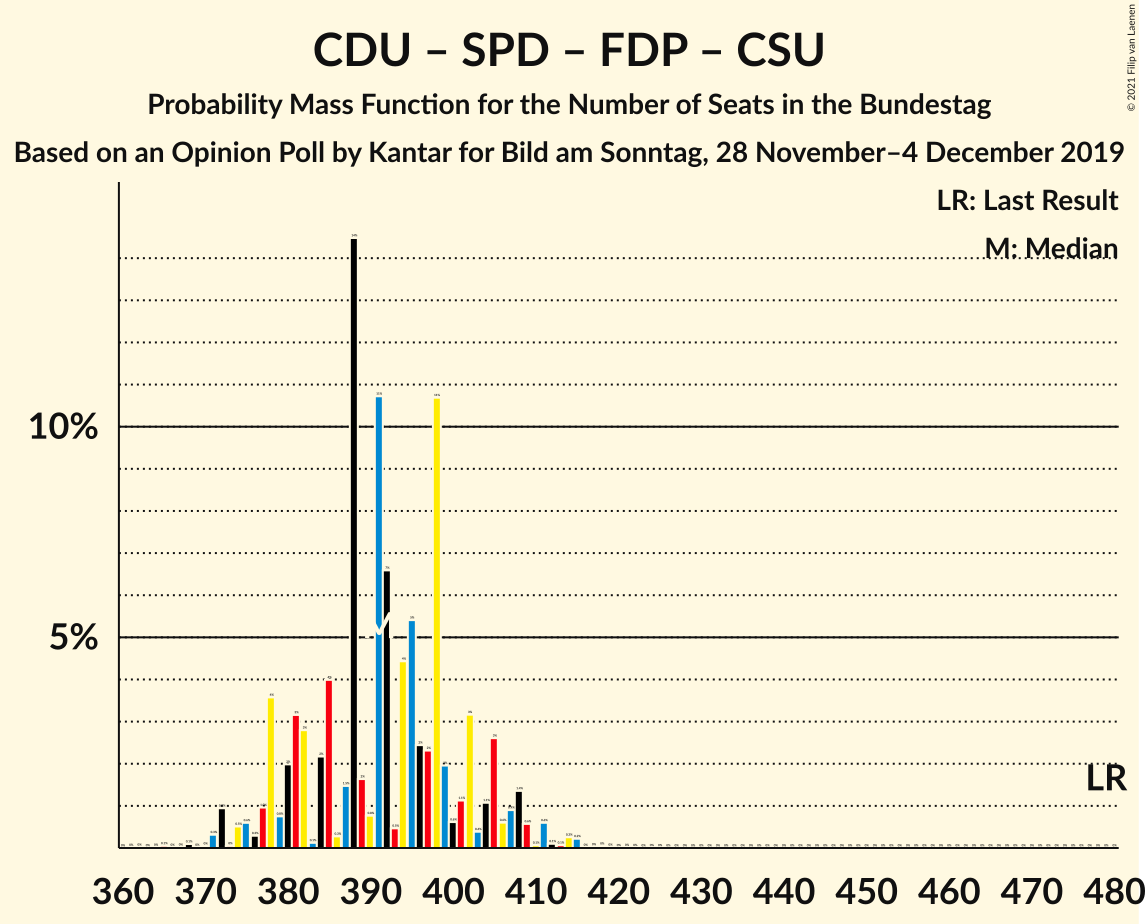 CDU – SPD – FDP – CSU
Probability Mass Function for the Number of Seats in the Bundestag
Based on an Opinion Poll by Kantar for Bild am Sonntag, 28 November–4 December 2019
© 2021 Filip van Laenen
LR: Last Result
M: Median
10%
5%
LR
360 370 380 390 400 410 420 430 440 450 460 470 480